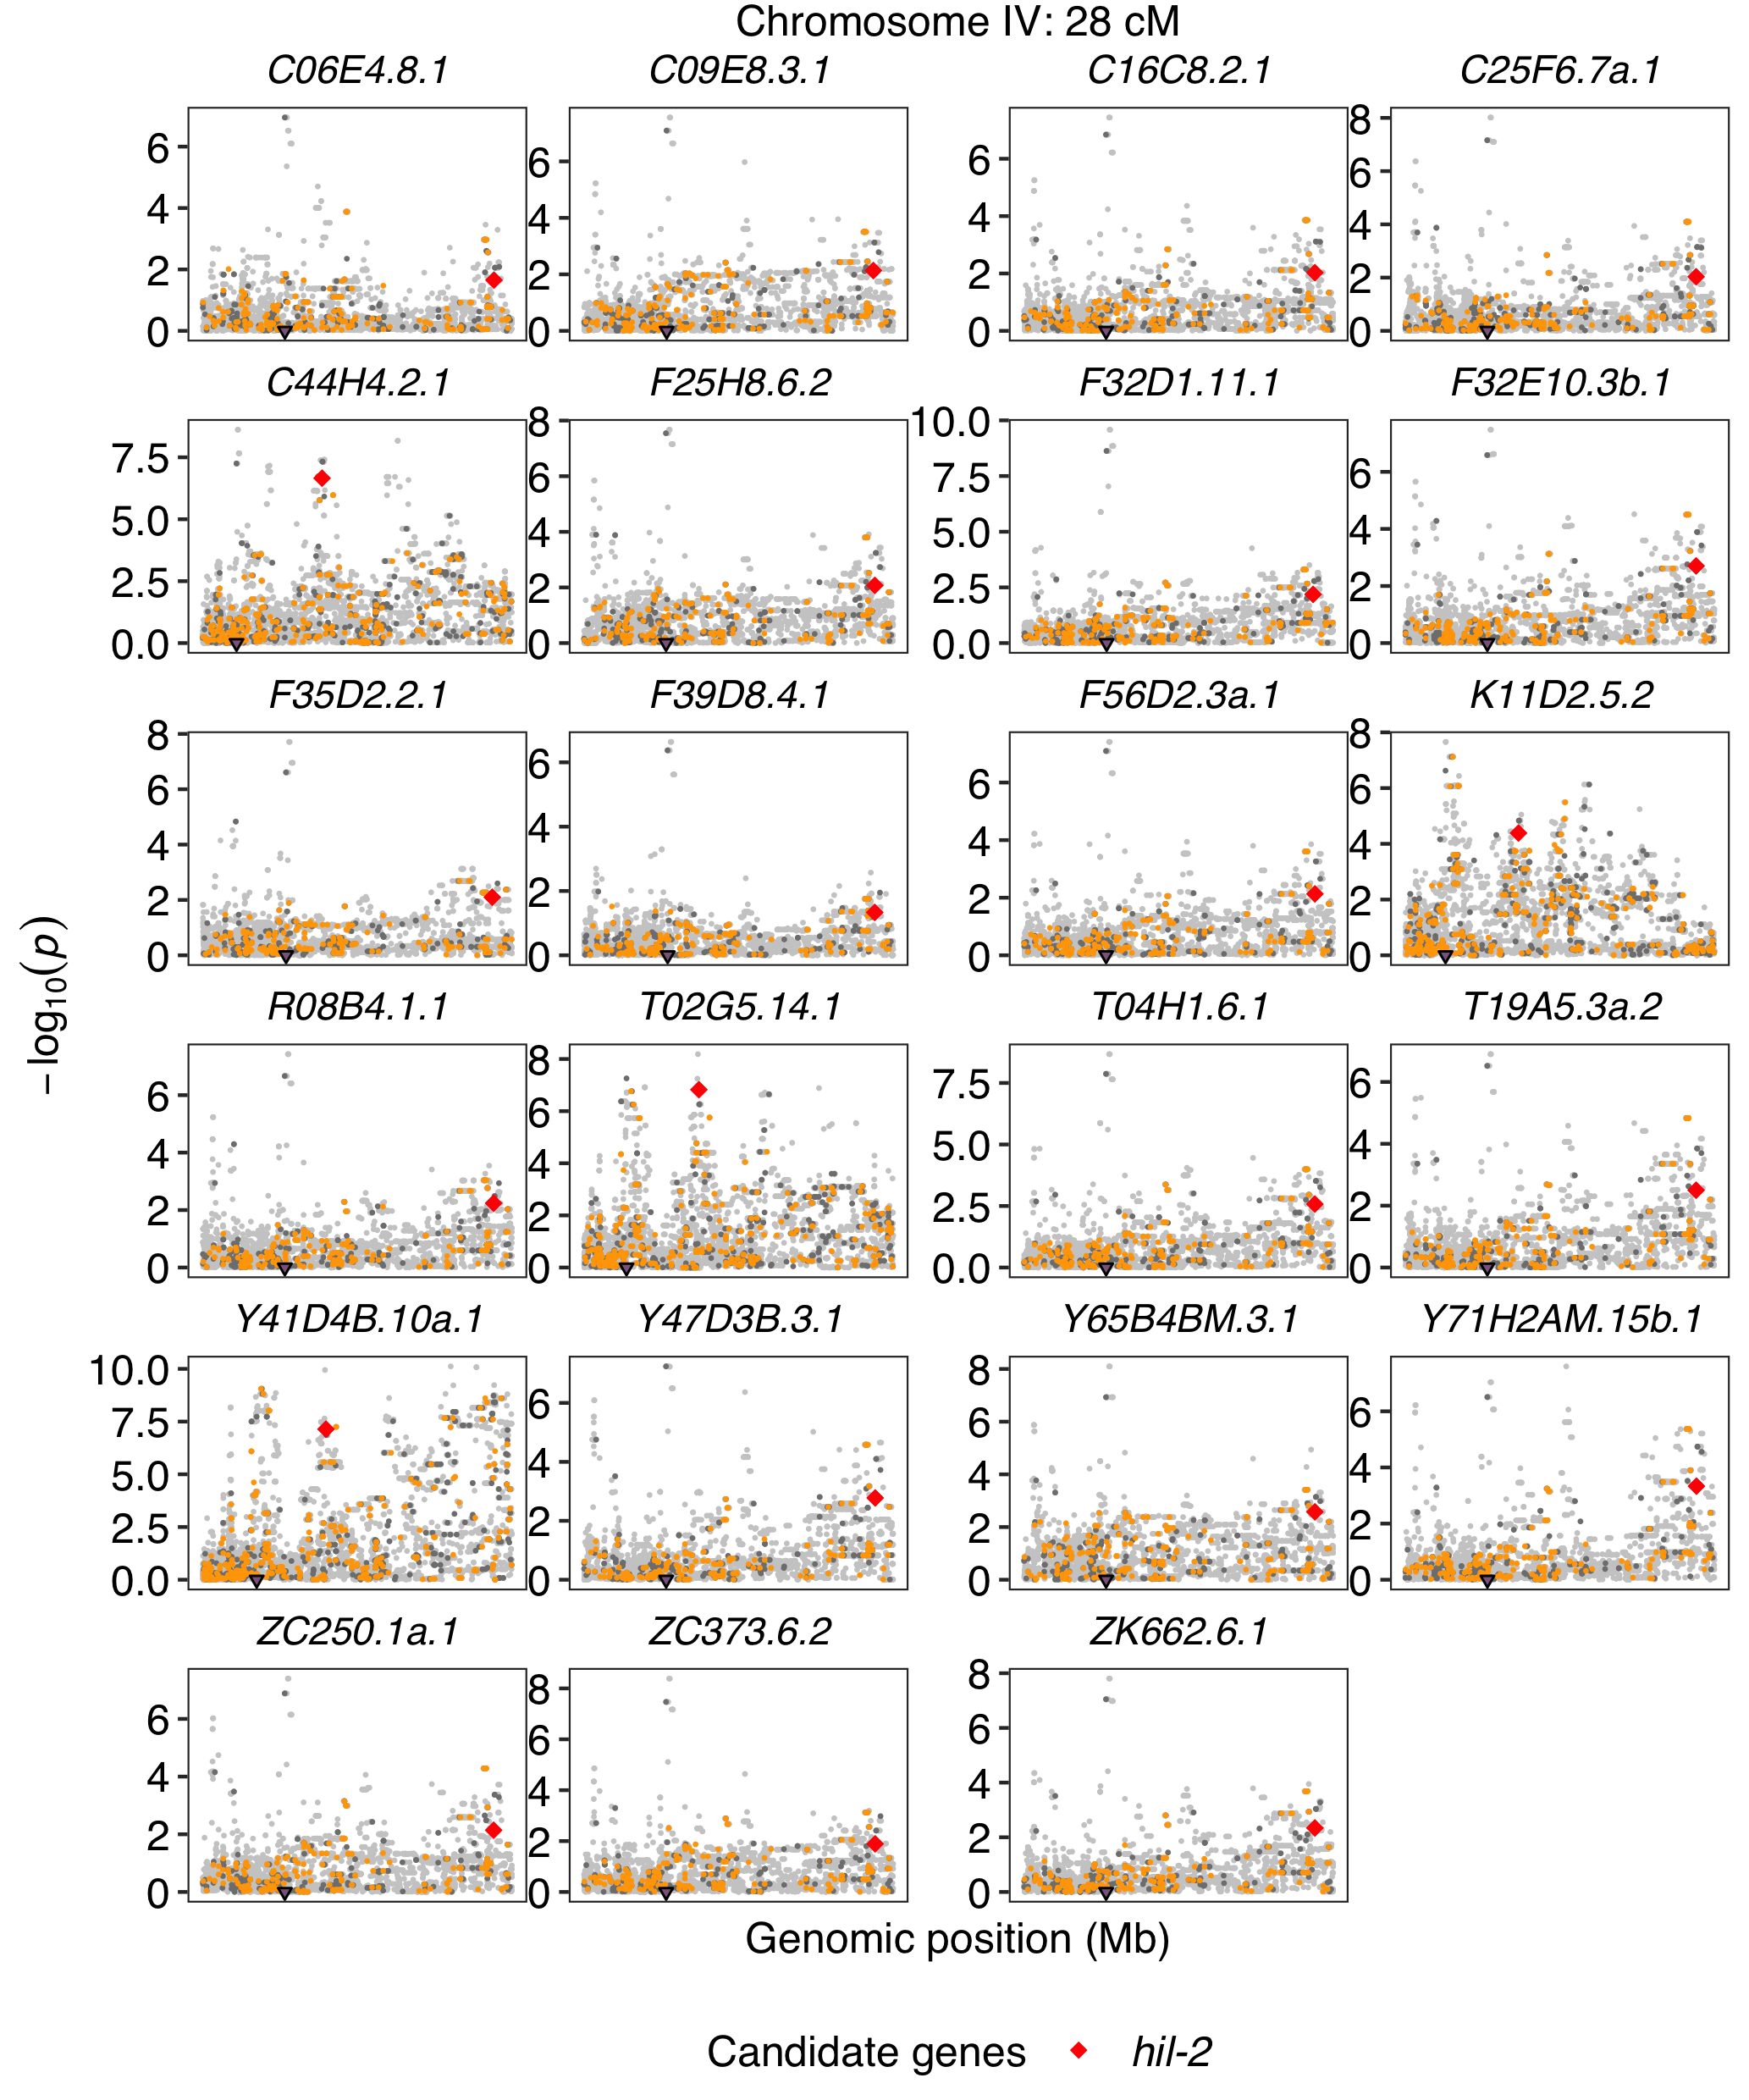 Chromosome IV: 28 cM
C06E4.8.1 C09E8.3.1 C16C8.2.1 C25F6.7a.1
6 4 2 0 6 4 2 0 6 4 2 0 8 6 4 2 0
C44H4.2.1 F25H8.6.2 F32D1.11.1 F32E10.3b.1
7.5 5.0 2.5 0.0 8 6 4 2 0 10.0 7.5 5.0 2.5 0.0 6 4 2 0
F35D2.2.1 F39D8.4.1 F56D2.3a.1 K11D2.5.2
8 6 4 2 0 6 4 2 0 6 4 2 0 8 6 4 2 0
−log10(p)
R08B4.1.1 T02G5.14.1 T04H1.6.1 T19A5.3a.2
6 4 2 0 8 6 4 2 0 7.5 5.0 2.5 0.0 6 4 2 0
Y41D4B.10a.1 Y47D3B.3.1 Y65B4BM.3.1 Y71H2AM.15b.1
10.0 7.5 5.0 2.5 0.0 6 4 2 0 8 6 4 2 0 6 4 2 0
ZC250.1a.1 ZC373.6.2 ZK662.6.1
6 4 2 0 8 6 4 2 0 8 6 4 2 0
Genomic position (Mb)
Candidate genes hil-2